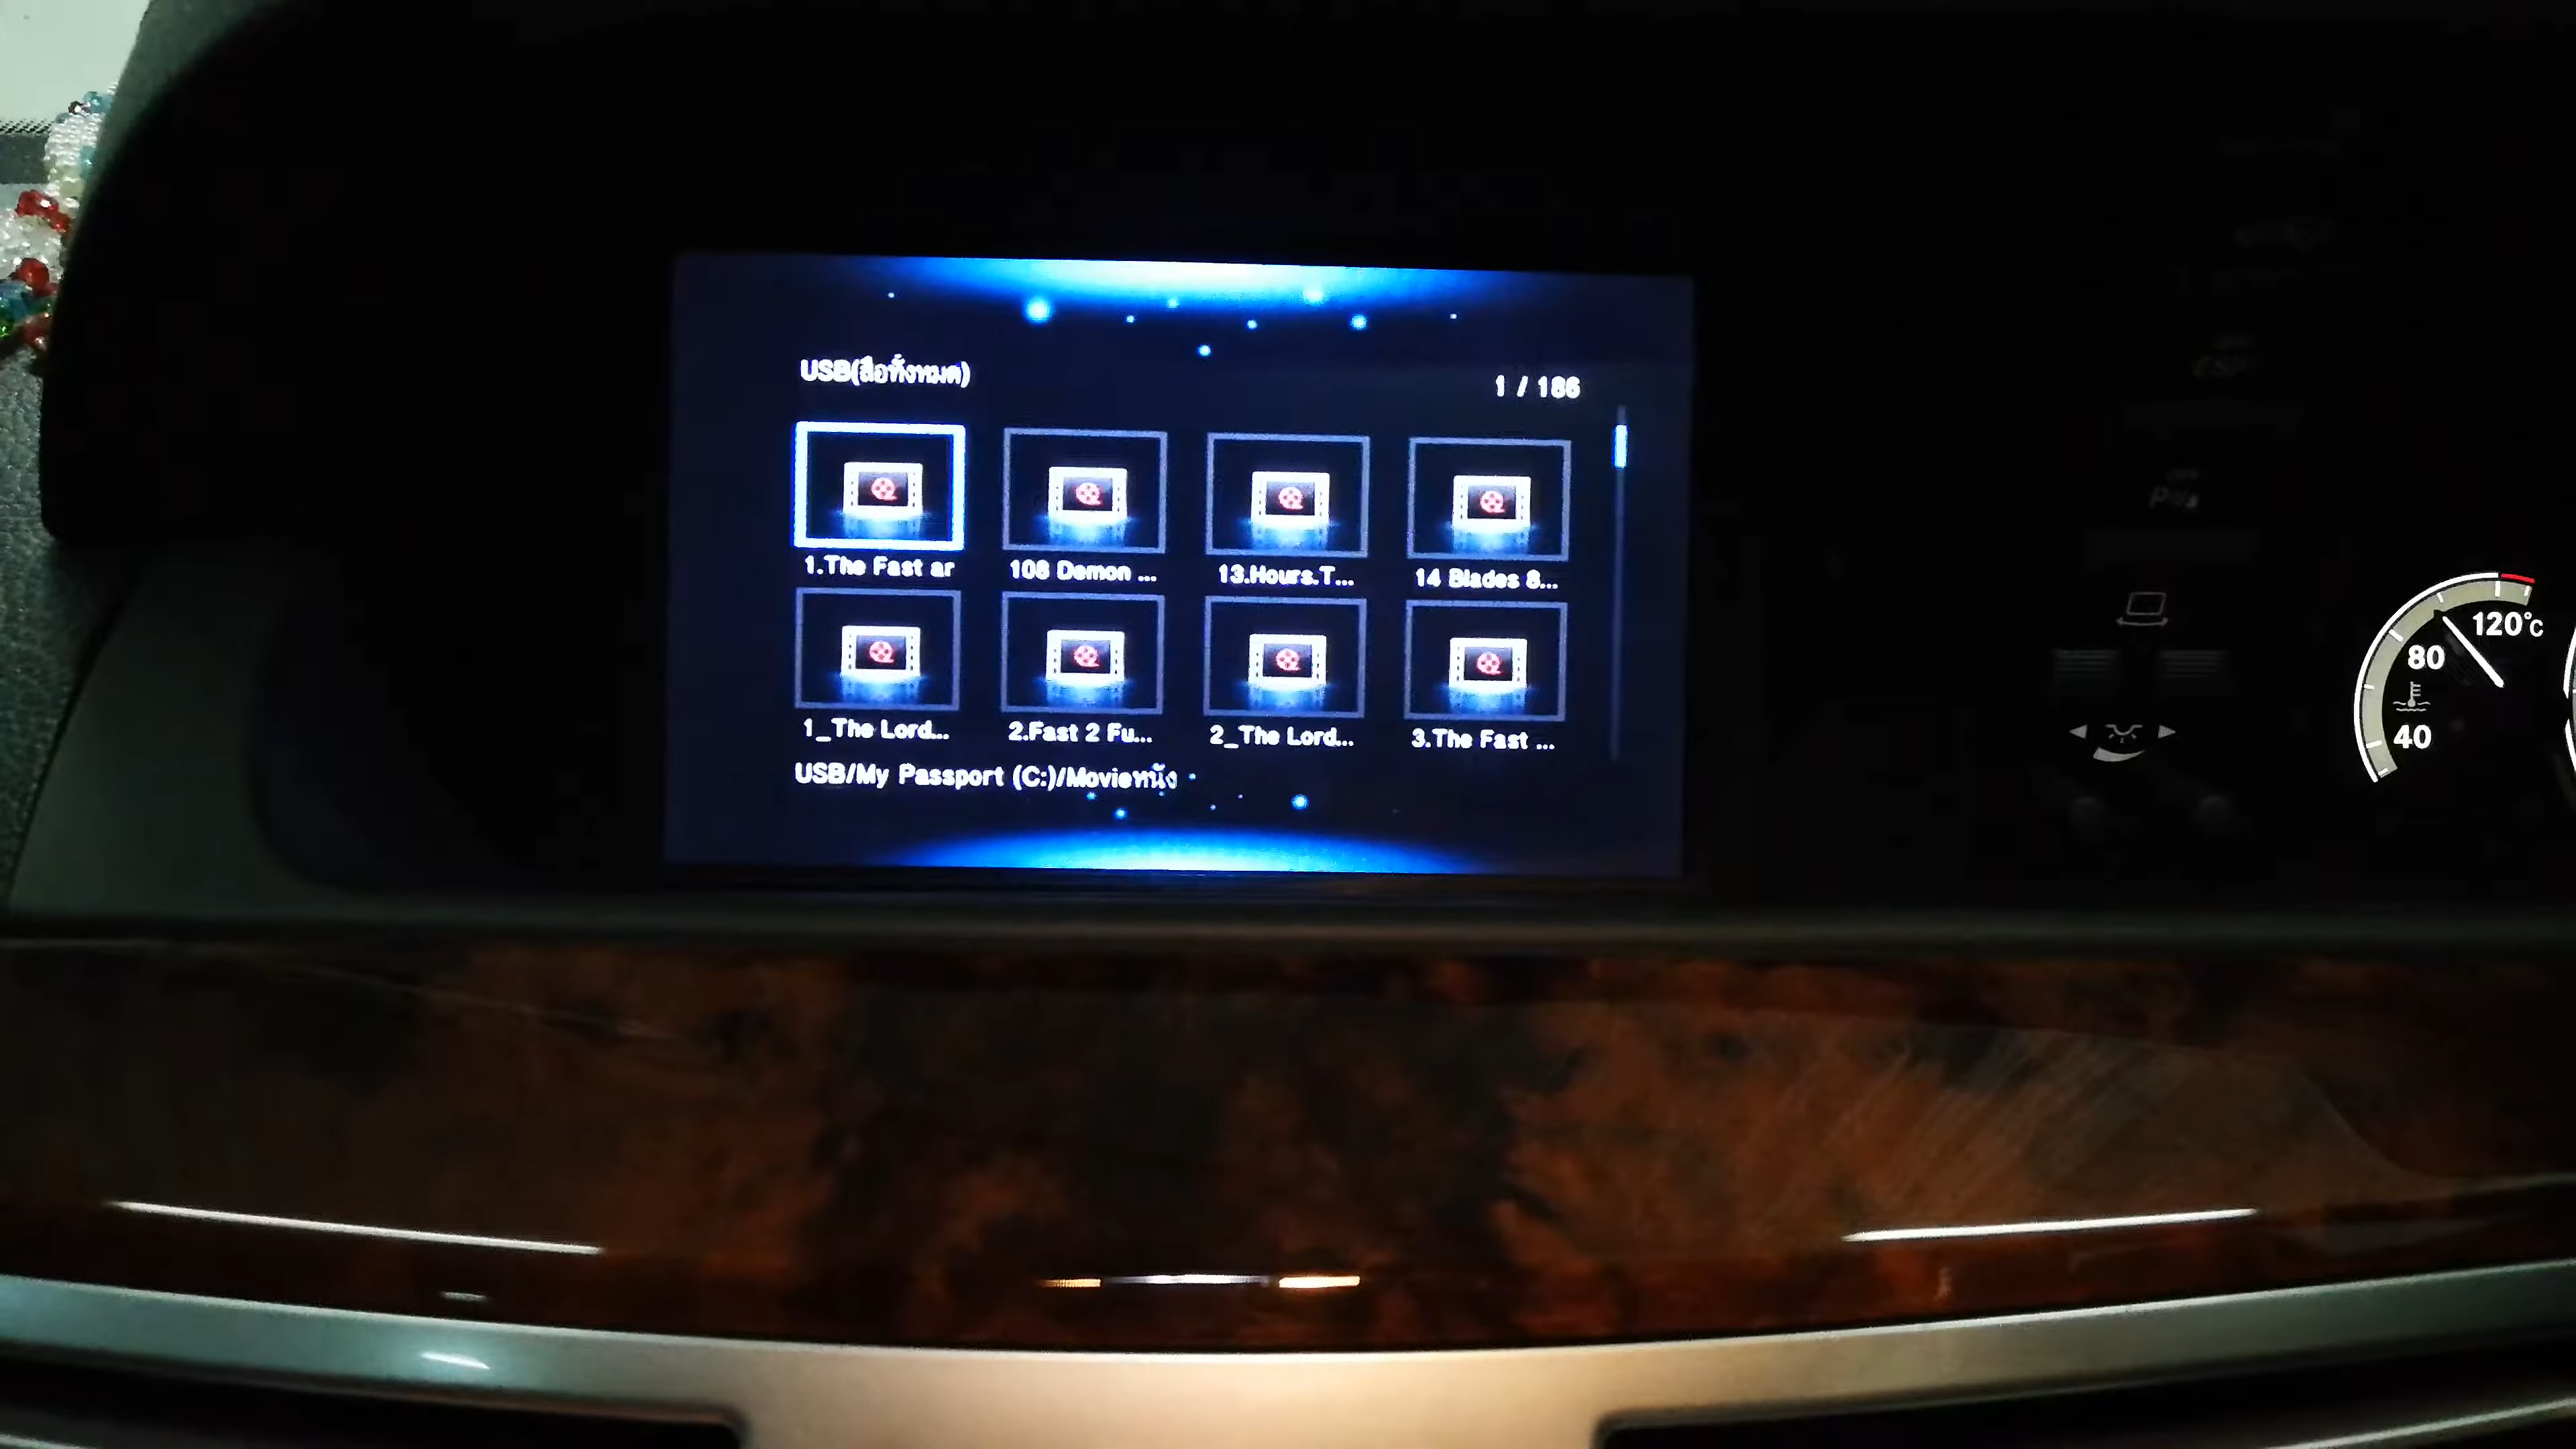 USB(สื่อทั้งหมด)
1 / 186
1.The Fast ar
108 Demon ...
13.Hours.T...
14 Blades 8...
1_The Lord...
2.Fast 2 Fu...
2_The Lord...
3.The Fast ...
USB/My Passport (C:)/Movieหนัง
120°C
80
40